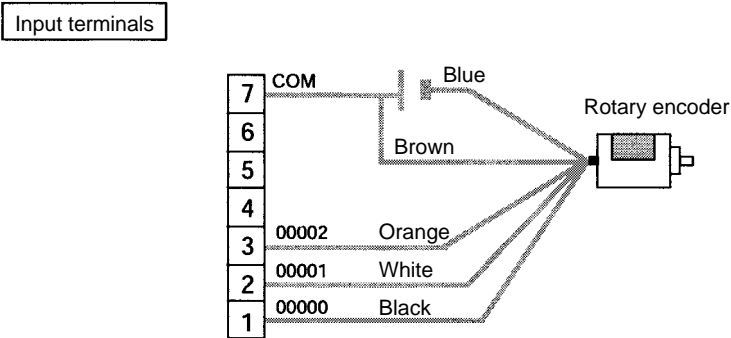 Input terminals
7 COM Blue
Rotary encoder
6
Brown
5
4
3 00002 Orange
2 00001 White
1 00000 Black